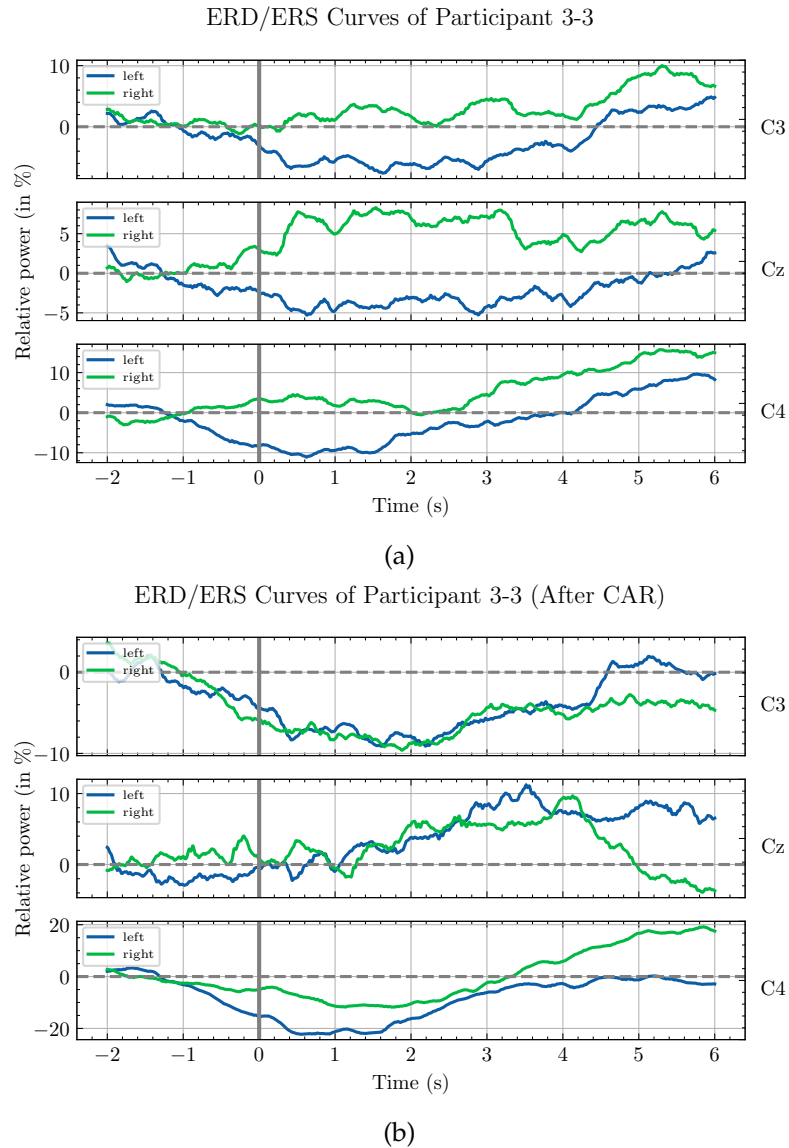 ERD/ERS Curves of Participant 3-3
10
0
left
right
C3
5
0
−5
left
right
Cz
10
0
−10
left
right
C4
−2 −1 0 1 2 3 4 5 6
Time (s)
Relative power (in %)
(a)
ERD/ERS Curves of Participant 3-3 (After CAR)
0
−10
left
right
C3
10
0
left
right
Cz
20
0
−20
left
right
C4
−2 −1 0 1 2 3 4 5 6
Time (s)
Relative power (in %)
(b)